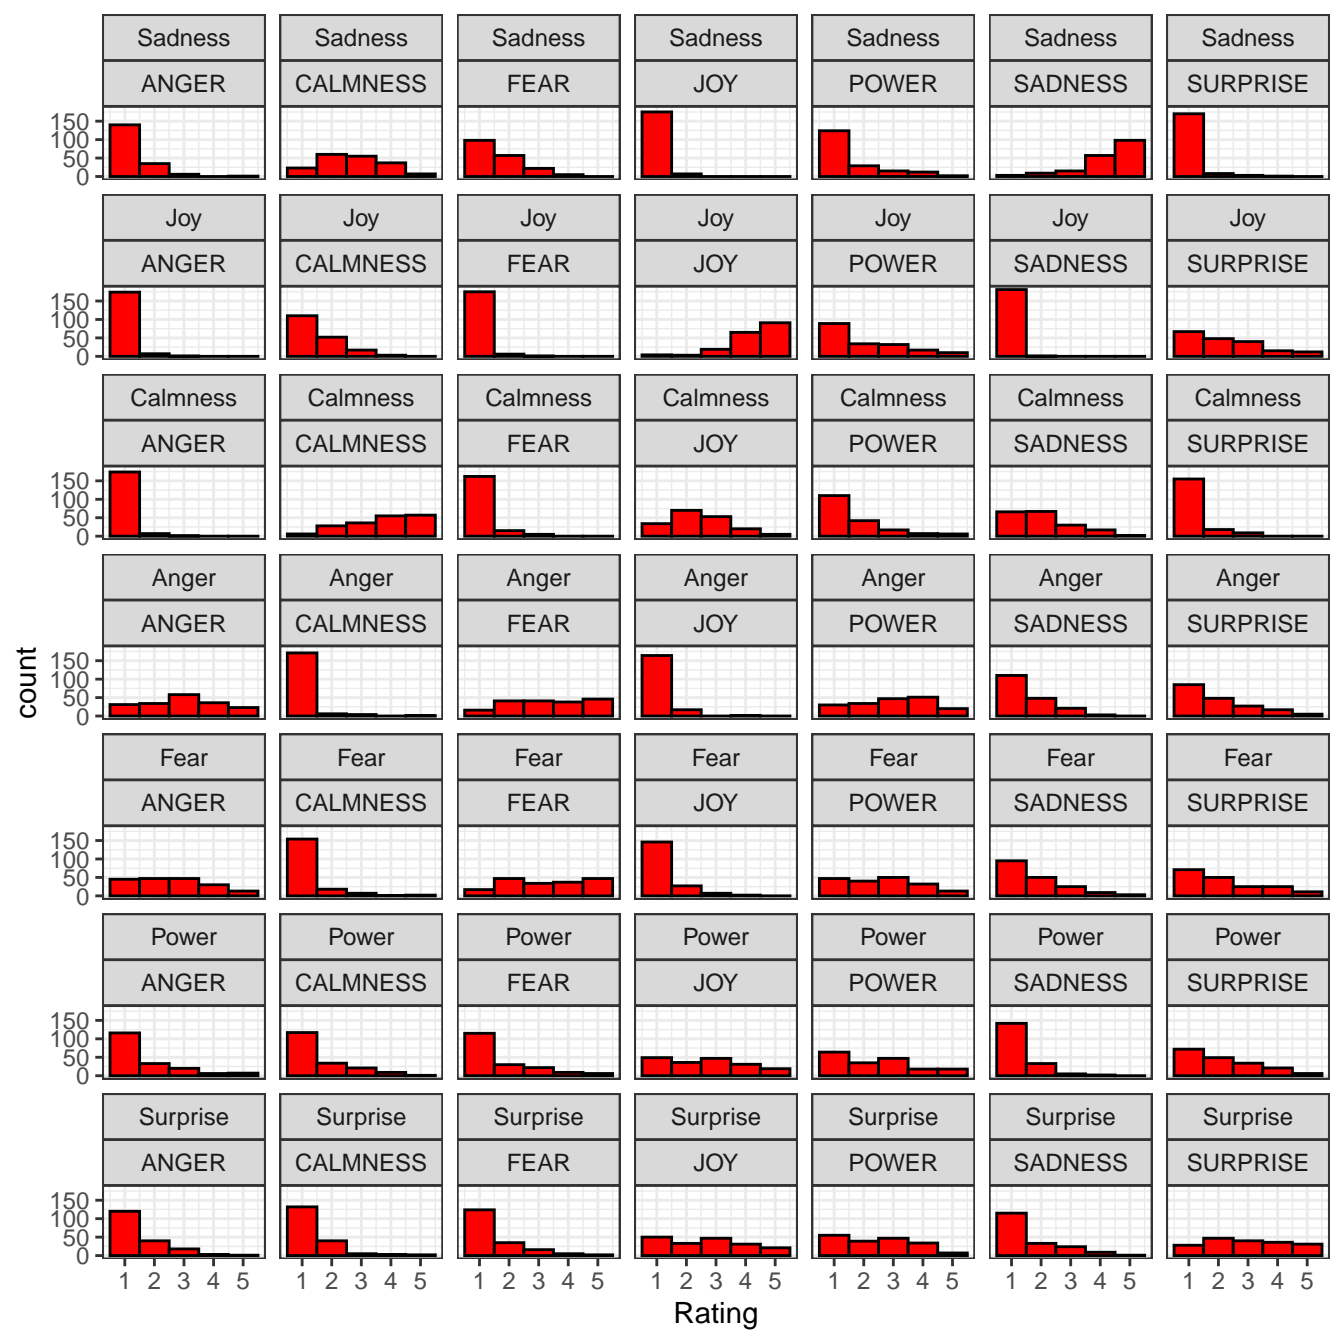 Sadness Sadness Sadness Sadness Sadness Sadness Sadness
ANGER CALMNESS FEAR JOY POWER SADNESS SURPRISE
150
100
50
0
Joy Joy Joy Joy Joy Joy Joy
ANGER CALMNESS FEAR JOY POWER SADNESS SURPRISE
150
100
50
0
Calmness Calmness Calmness Calmness Calmness Calmness Calmness
ANGER CALMNESS FEAR JOY POWER SADNESS SURPRISE
150
100
50
0
Anger Anger Anger Anger Anger Anger Anger
ANGER CALMNESS FEAR JOY POWER SADNESS SURPRISE
150
100
50
0
count
Fear Fear Fear Fear Fear Fear Fear
ANGER CALMNESS FEAR JOY POWER SADNESS SURPRISE
150
100
50
0
Power Power Power Power Power Power Power
ANGER CALMNESS FEAR JOY POWER SADNESS SURPRISE
150
100
50
0
Surprise Surprise Surprise Surprise Surprise Surprise Surprise
ANGER CALMNESS FEAR JOY POWER SADNESS SURPRISE
150
100
50
0
1 2 3 4 5 1 2 3 4 5 1 2 3 4 5 1 2 3 4 5 1 2 3 4 5 1 2 3 4 5 1 2 3 4 5
Rating